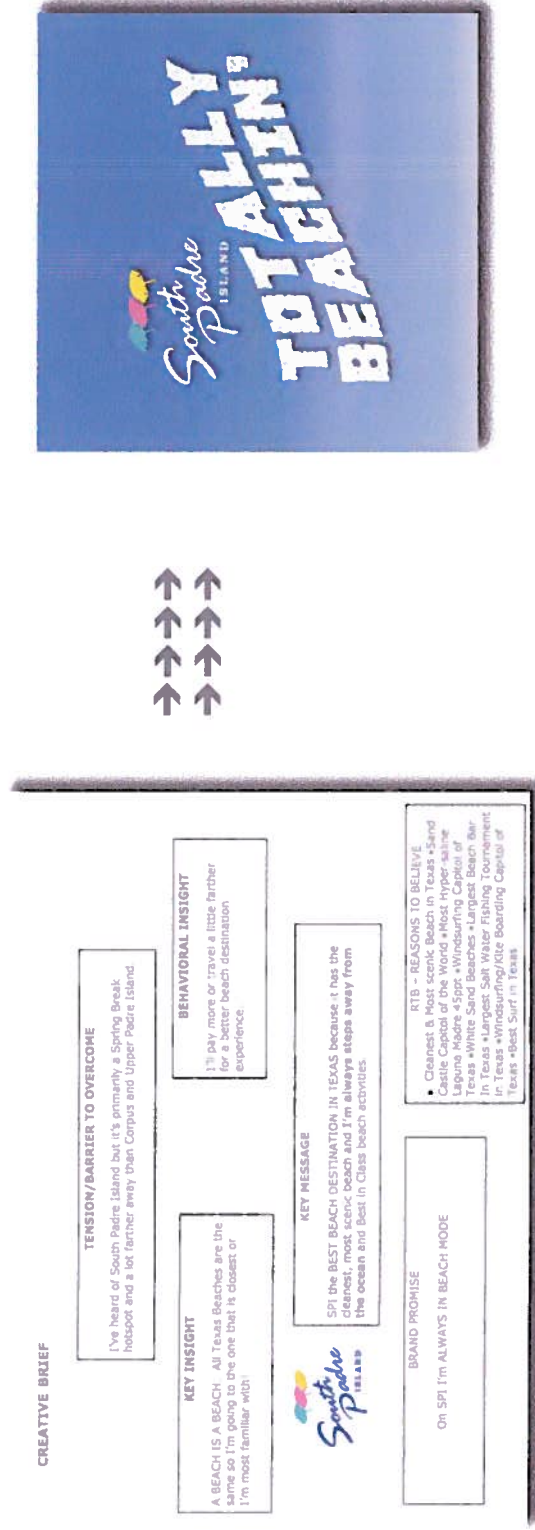 CREATIVE BRIEF
TENSION/BARRIER TO OVERCOME
I've heard of South Padre Island but it's primarily a Spring Break
hotspot and a lot farther away than Corpus and Upper Padre Island
KEY INSIGHT
A BEACH IS A BEACH All Texas Beaches are the
same so I'm going to the one that is closest or
I'm most familiar with!
BEHAVIORAL INSIGHT
I'll pay more or travel a little farther
for a better beach destination
experience.
South
Padre
ISLAND
KEY MESSAGE
SPI the BEST BEACH DESTINATION IN TEXAS because it has the
cleanest, most scenic beach and I'm always steps away from
the ocean and Best in Class beach activities.
BRAND PROMISE
On SPI I'm ALWAYS IN BEACH MODE
RTB - REASONS TO BELIEVE
• Cleanest & Most scenic Beach in Texas •Sand
Castle Capitol of the World •Most Hyper-saline
Laguna Madre 45ppt •Windsurfing Capitol of
Texas •White Sand Beaches •Largest Beach Bar
In Texas •Largest Salt Water Fishing Tournament
in Texas •Windsurfing/Kite Boarding Capitol of
Texas •Best Surf in Texas
South
Padre
ISLAND
TOTALLY
BEACHIN'